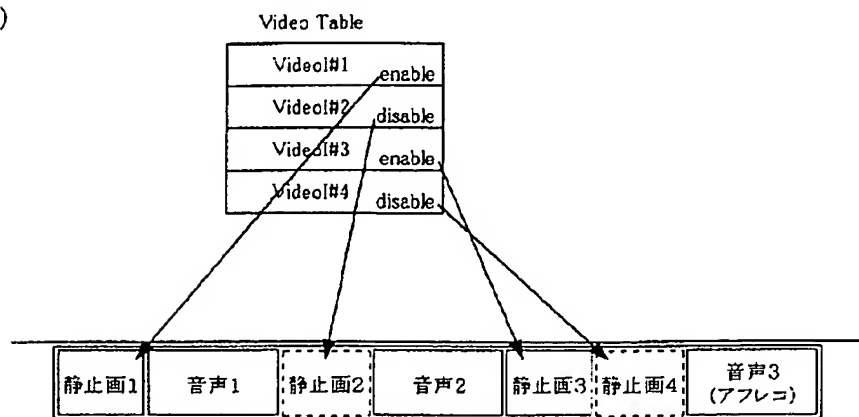 )
Video Table
VideoI#1 enable
VideoI#2 disable
VideoI#3 enable
VideoI#4 disable
静止画1 音声1 静止画2 音声2 静止画3 静止画4 音声3
(アフレコ)